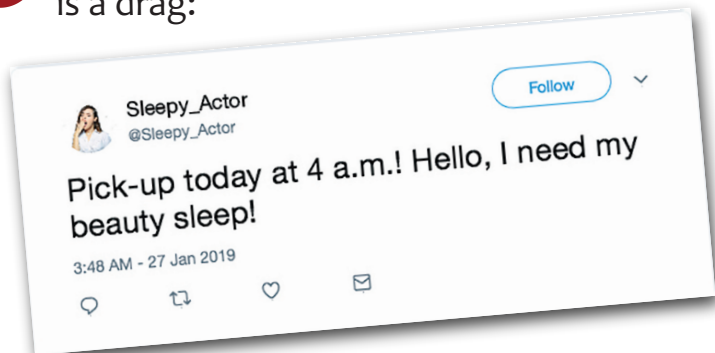 is a drag:
Sleepy_Actor
@Sleepy_Actor
Follow
Pick-up today at 4 a.m.! Hello, I need my
beauty sleep!
3:48 AM - 27 Jan 2019